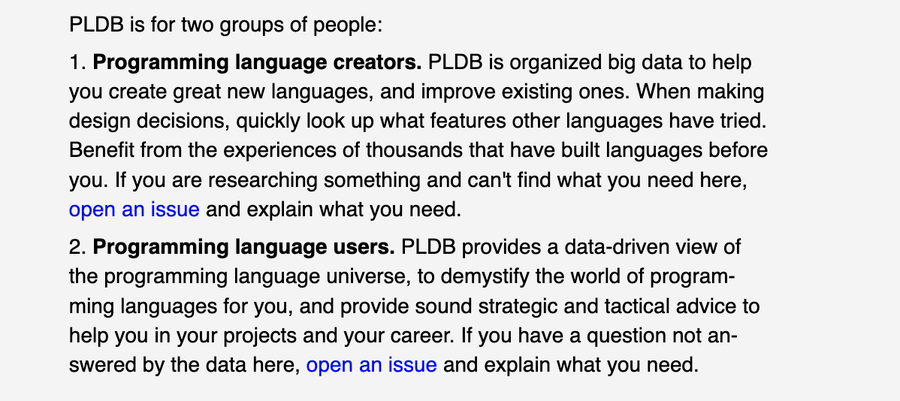 PLDB is for two groups of people:
1. Programming language creators. PLDB is organized big data to help
you create great new languages, and improve existing ones. When making
design decisions, quickly look up what features other languages have tried.
Benefit from the experiences of thousands that have built languages before
you. If you are researching something and can't find what you need here,
open an issue and explain what you need.
2. Programming language users. PLDB provides a data-driven view of
the programming language universe, to demystify the world of program-
ming languages for you, and provide sound strategic and tactical advice to
help you in your projects and your career. If you have a question not an-
swered by the data here, open an issue and explain what you need.